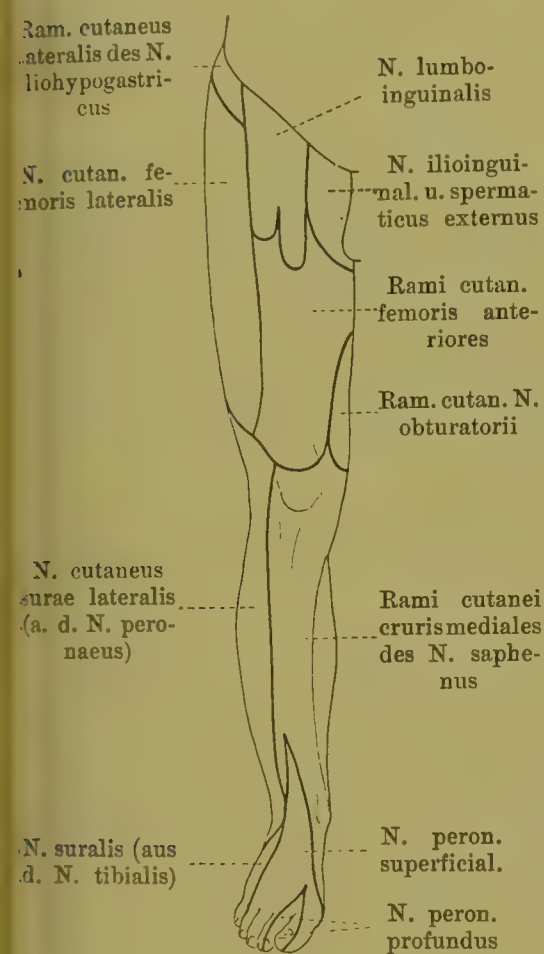 Ram. cutaneus
lateralis des N.
iliohypogastri-
cus
N. cutan. fe-
moris lateralis
N. cutaneus
surae lateralis
(a. d. N. pero-
naeus)
N. suralis (aus
d. N. tibialis)
N. lumbo-
inguinalis
N. ilioingui-
nal. u. sperma-
ticus externus
Rami cutan.
femoris ante-
riores
Ram. cutan. N.
obturatorii
Rami cutanei
cruris mediales
des N. saphe-
nus
N. peron.
superficial.
N. peron.
profundus